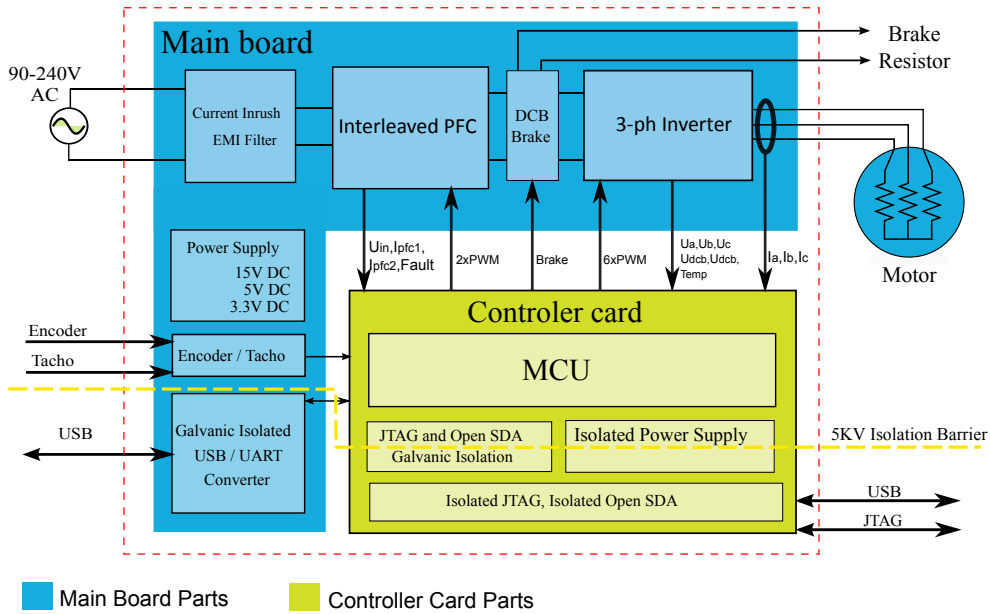 Main board
Brake
Resistor
90-240V
AC
Current Inrush
EMI Filter
Interleaved PFC
DCB
Brake
3-ph Inverter
Motor
Power Supply
15V DC
5V DC
3.3V DC
Uin,Ipfc1,
Ipfc2,Fault
2xPWM
Brake
6xPWM
Ua,Ub,Uc
Udcb,Udcb,
Temp
Ia,Ib,Ic
Controler card
MCU
Encoder
Tacho
Encoder / Tacho
USB
Galvanic Isolated
USB / UART
Converter
JTAG and Open SDA
Galvanic Isolation
Isolated Power Supply
5KV Isolation Barrier
Isolated JTAG, Isolated Open SDA
USB
JTAG
Main Board Parts
Controller Card Parts